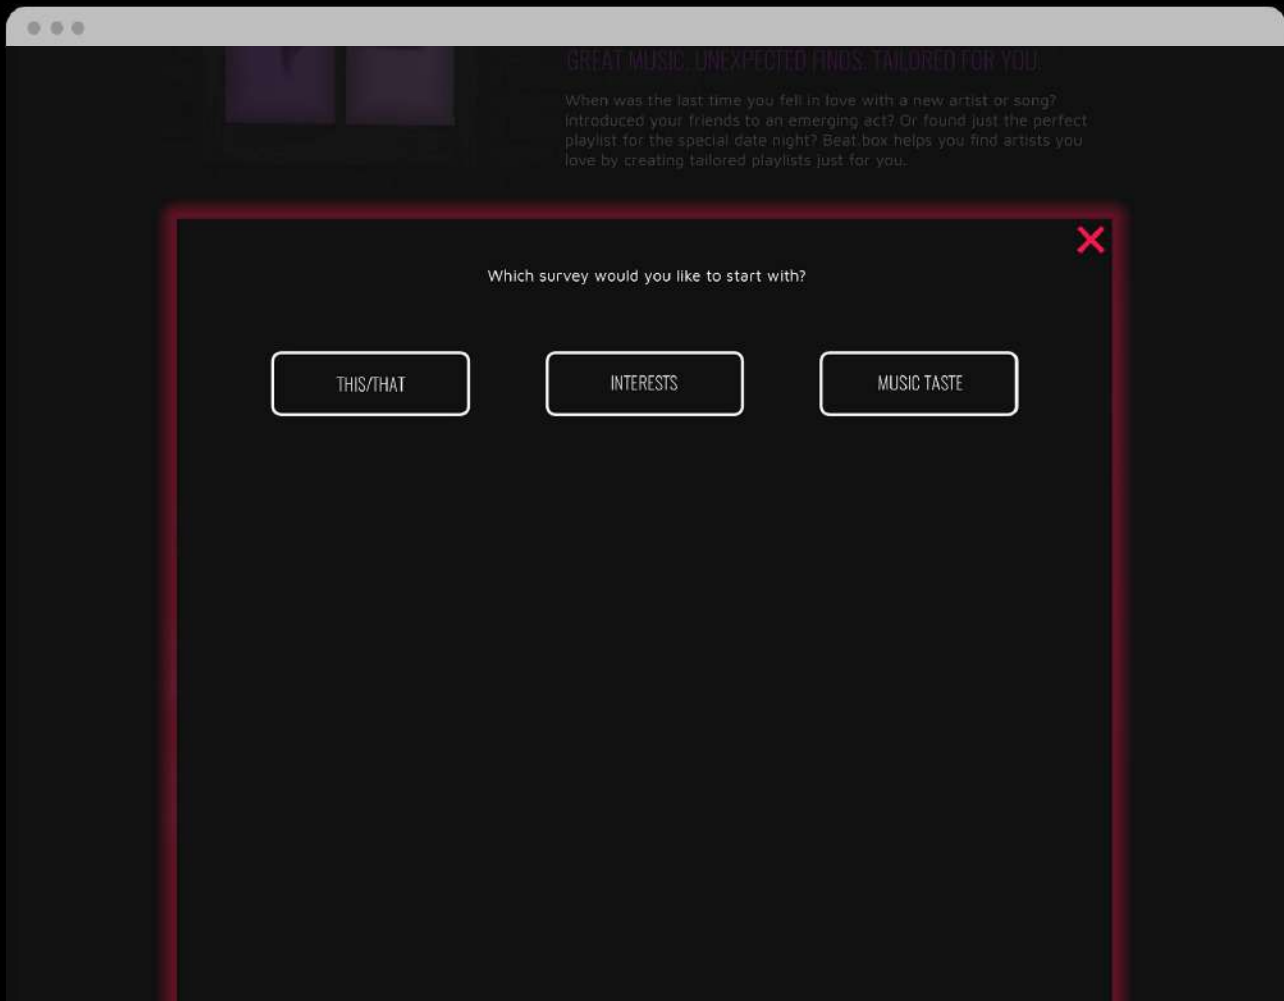 GREAT MUSIC. UNEXPECTED FINDS. TAILORED FOR YOU.
When was the last time you fell in love with a new artist or song?
Introduced your friends to an emerging act? Or found just the perfect
playlist for the special date night? Beat.box helps you find artists you
love by creating tailored playlists just for you.
Which survey would you like to start with?
THIS/THAT
INTERESTS
MUSIC TASTE